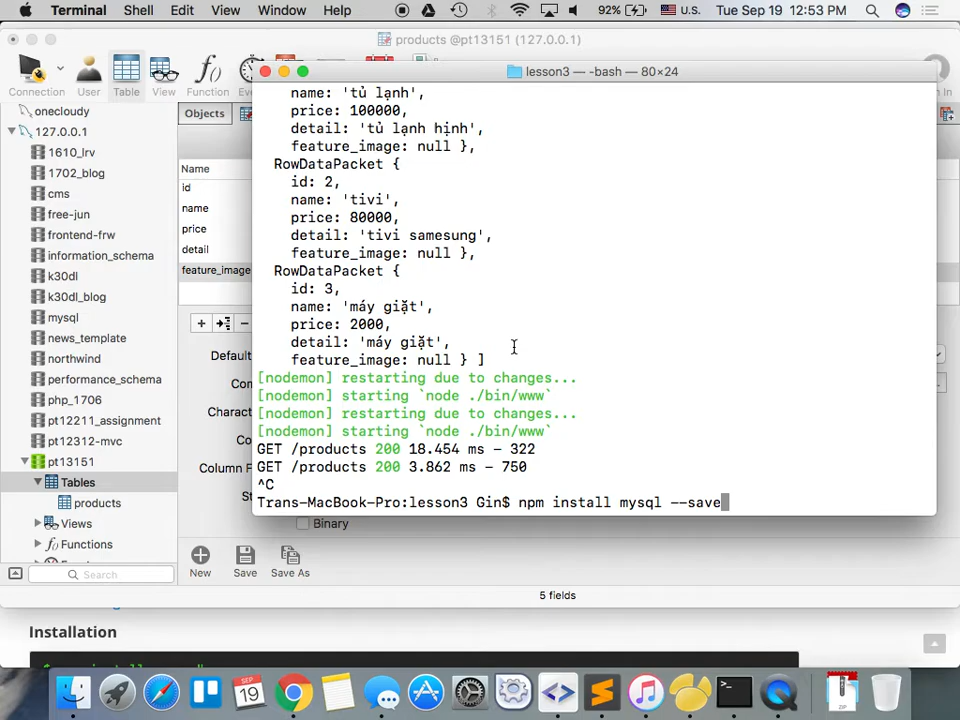 Terminal Shell Edit View Window Help 92% U.S. Tue Sep 19 12:53 PM
products @pt13151 (127.0.0.1)
Connection User Table View Function
lesson3 — -bash — 80×24
onecloudy
127.0.0.1
1610_lrv
1702_blog
cms
free-jun
frontend-frw
information_schema
k30dl
k30dl_blog
mysql
news_template
northwind
performance_schema
php_1706
pt12211_assignment
pt12312-mvc
pt13151
Tables
products
Views
Functions
Search
Objects
Name
id
name
price
detail
feature_image
Default
Column F
name: 'tủ lạnh',
price: 100000,
detail: 'tủ lạnh hịnh',
feature_image: null },
RowDataPacket {
id: 2,
name: 'tivi',
price: 80000,
detail: 'tivi samesung',
feature_image: null },
RowDataPacket {
id: 3,
name: 'máy giặt',
price: 2000,
detail: 'máy giặt',
feature_image: null } ]
[nodemon] restarting due to changes...
[nodemon] starting `node ./bin/www`
[nodemon] restarting due to changes...
[nodemon] starting `node ./bin/www`
GET /products 200 18.454 ms – 322
GET /products 200 3.862 ms – 750
^C
Trans-MacBook-Pro:lesson3 Gin$ npm install mysql --save
Binary
New Save Save As
5 fields
Installation
19
ZIP